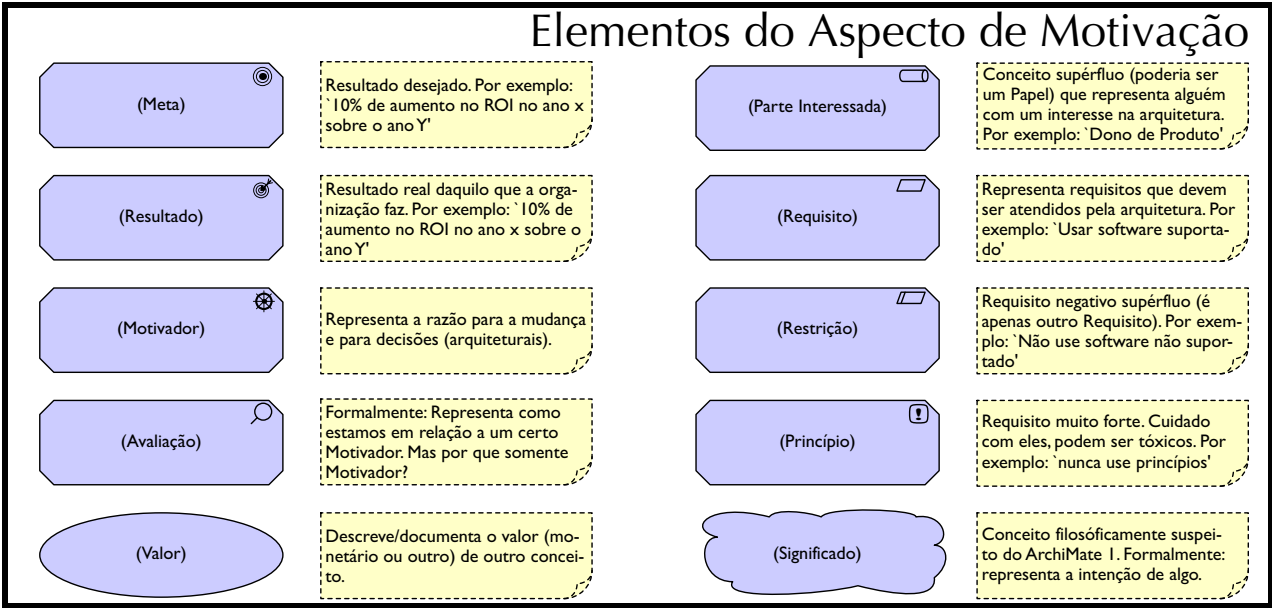 Elementos do Aspecto de Motivação
(Meta)
Resultado desejado. Por exemplo:
`10% de aumento no ROI no ano x
sobre o ano Y'
(Parte Interessada)
Conceito supérfluo (poderia ser
um Papel) que representa alguém
com um interesse na arquitetura.
Por exemplo: `Dono de Produto'
(Resultado)
Resultado real daquilo que a orga-
nização faz. Por exemplo: `10% de
aumento no ROI no ano x sobre o
ano Y'
(Requisito)
Representa requisitos que devem
ser atendidos pela arquitetura. Por
exemplo: `Usar software suporta-
do'
(Motivador)
Representa a razão para a mudança
e para decisões (arquiteturais).
(Restrição)
Requisito negativo supérfluo (é
apenas outro Requisito). Por exem-
plo: `Não use software não supor-
tado'
(Avaliação)
Formalmente: Representa como
estamos em relação a um certo
Motivador. Mas por que somente
Motivador?
(Princípio)
Requisito muito forte. Cuidado
com eles, podem ser tóxicos. Por
exemplo: `nunca use princípios'
(Valor)
Descreve/documenta o valor (mo-
netário ou outro) de outro concei-
to.
(Significado)
Conceito filosóficamente suspei-
to do ArchiMate 1. Formalmente:
representa a intenção de algo.